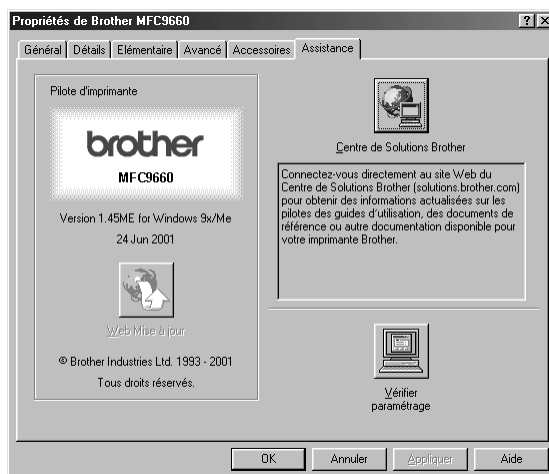 Propriétés de Brother MFC9660
Général Détails Elémentaire Avancé Accessoires Assistance
Pilote d'imprimante
brother
MFC9660
Version 1.45ME for Windows 9x/Me
24 Jun 2001
Web Mise à jour
© Brother Industries Ltd. 1993 - 2001
Tous droits réservés.
Centre de Solutions Brother
Connectez-vous directement au site Web du
Centre de Solutions Brother (solutions.brother.com)
pour obtenir des informations actualisées sur les
pilotes des guides d'utilisation, des documents de
référence ou autre documentation disponible pour
votre imprimante Brother.
Vérifier
paramétrage
OK Annuler Appliquer Aide